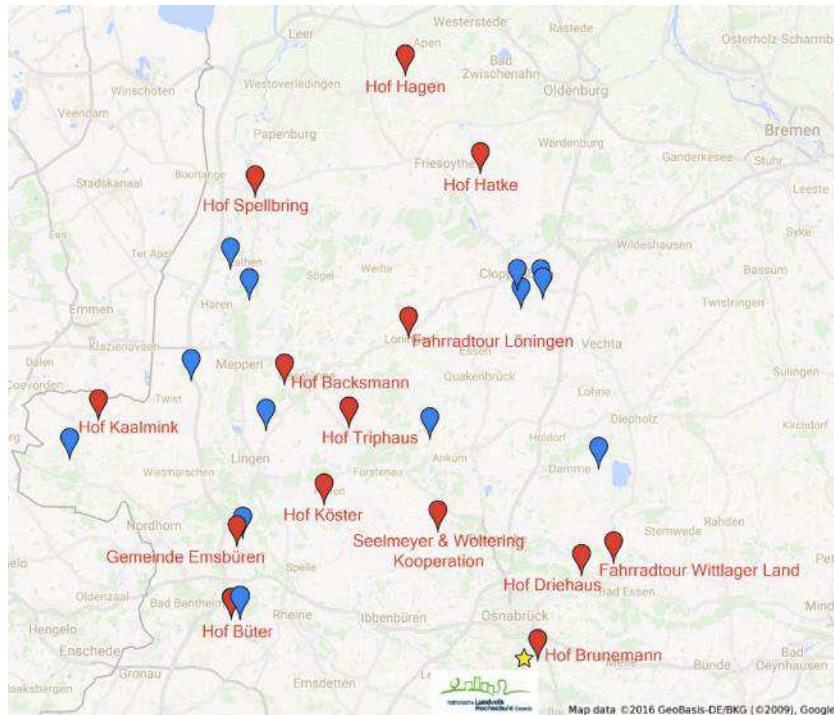 Westerstede
Rastede
Osterholz-Scharmb
Leer
Apen
Hof Hagen
Bad
Zwischenahn
Oldenburg
Winschoten
Westoverledingen
Veendam
Bremen
Papenburg
Wardenburg
Friesoythe
Ganderkesee
Stuhr
Bourtange
Stadskanaal
Hof Hatke
Leeste
Hof Spellbring
Syke
Ter Apel
Wildeshausen
Werlte
Sögel
Bassum
Haren
Twistringen
Emmen
Fahrradtour Löningen
Klazienaveen
Essen
Vechta
Dalen
Meppen
Sulingen
Coevorden
Hof Backsmann
Quakenbrück
Twist
Lohne
Hof Kaalmink
Diepholz
Kirchdorf
Hof Triphaus
Holdorf
Ankum
Lingen
Damme
Wietmarschen
Fürstenau
Hof Köster
Nordhorn
Rahden
Seelmeyer & Woltering
Kooperation
Stemwede
Gemeinde Emsbüren
Fahrradtour Wittlager Land
Spelle
Hof Driehaus
Bad Essen
Oldenzaal
Bad Bentheim
Hof Büter
Rheine
Ibbenbüren
Osnabrück
Hengelo
Enschede
Hof Brunemann
Melle
Bünde
Bad
Oeynhausen
Gronau
Emsdetten
Haaksbergen
Landvolk
Hochschule
Map data ©2016 GeoBasis-DE/BKG (©2009), Google